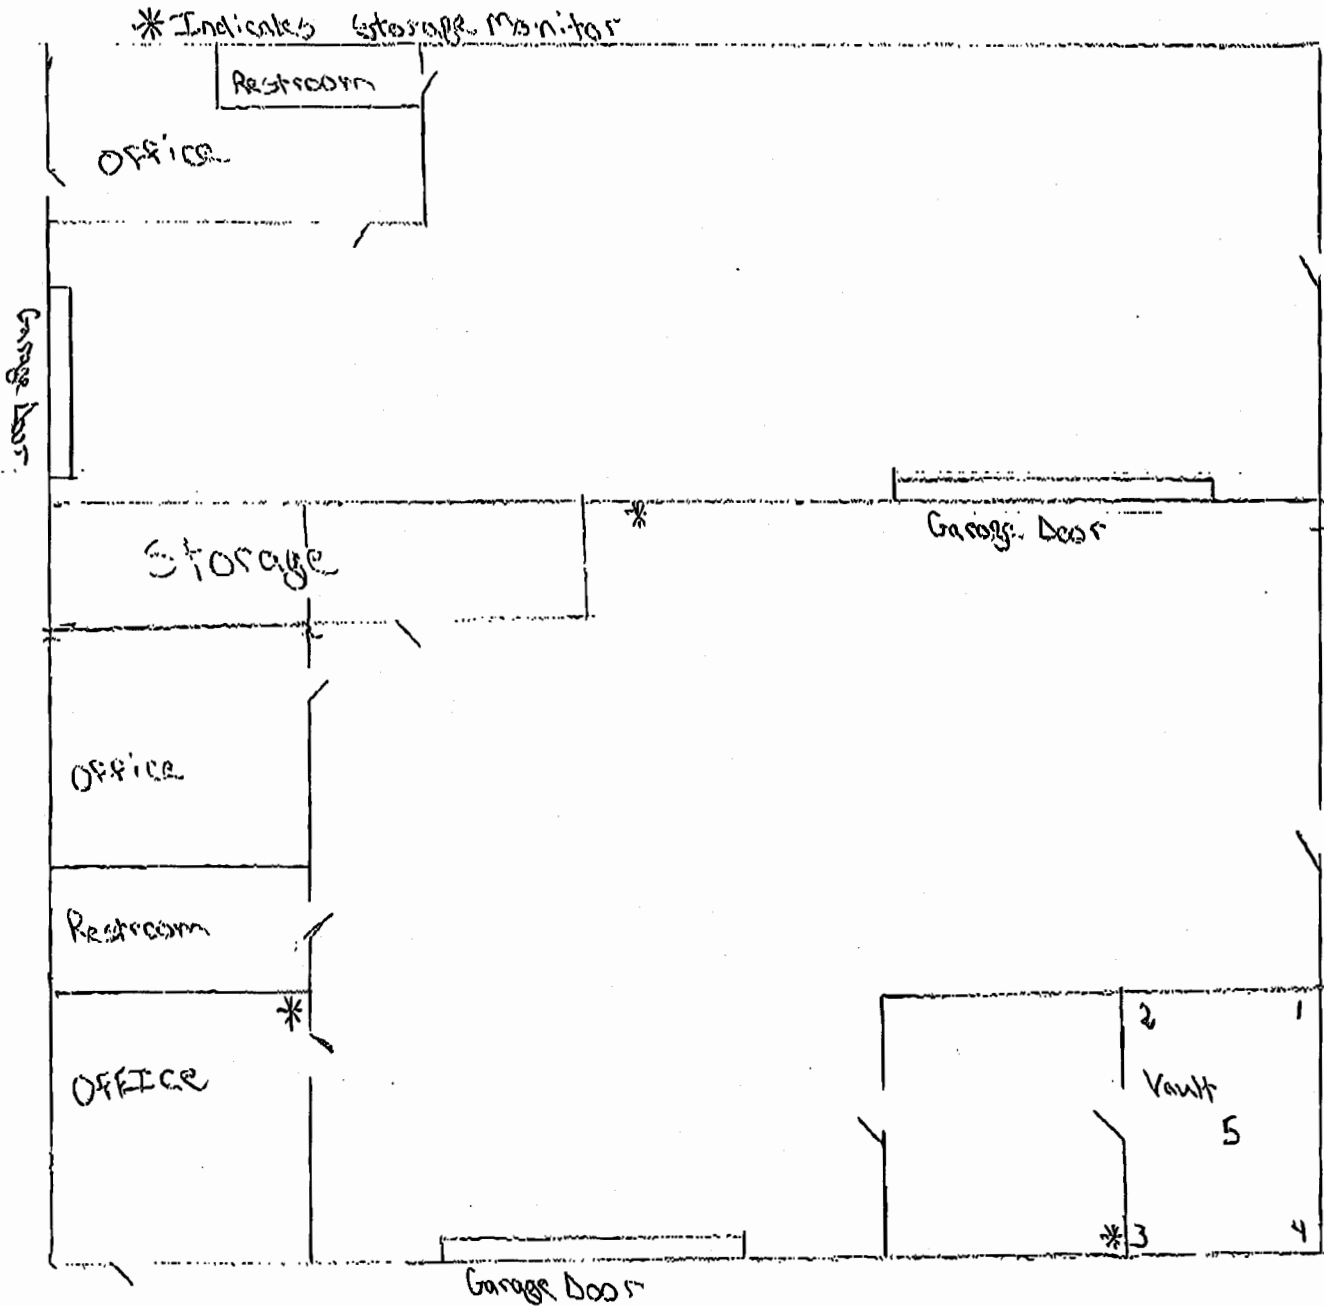 * Indicates Storage Monitor
Restroom
Office
Garage Door
*
Garage Door
Storage
Office
Restroom
*
OFFICE
2 1
Vault
5
* 3 4
Garage Door